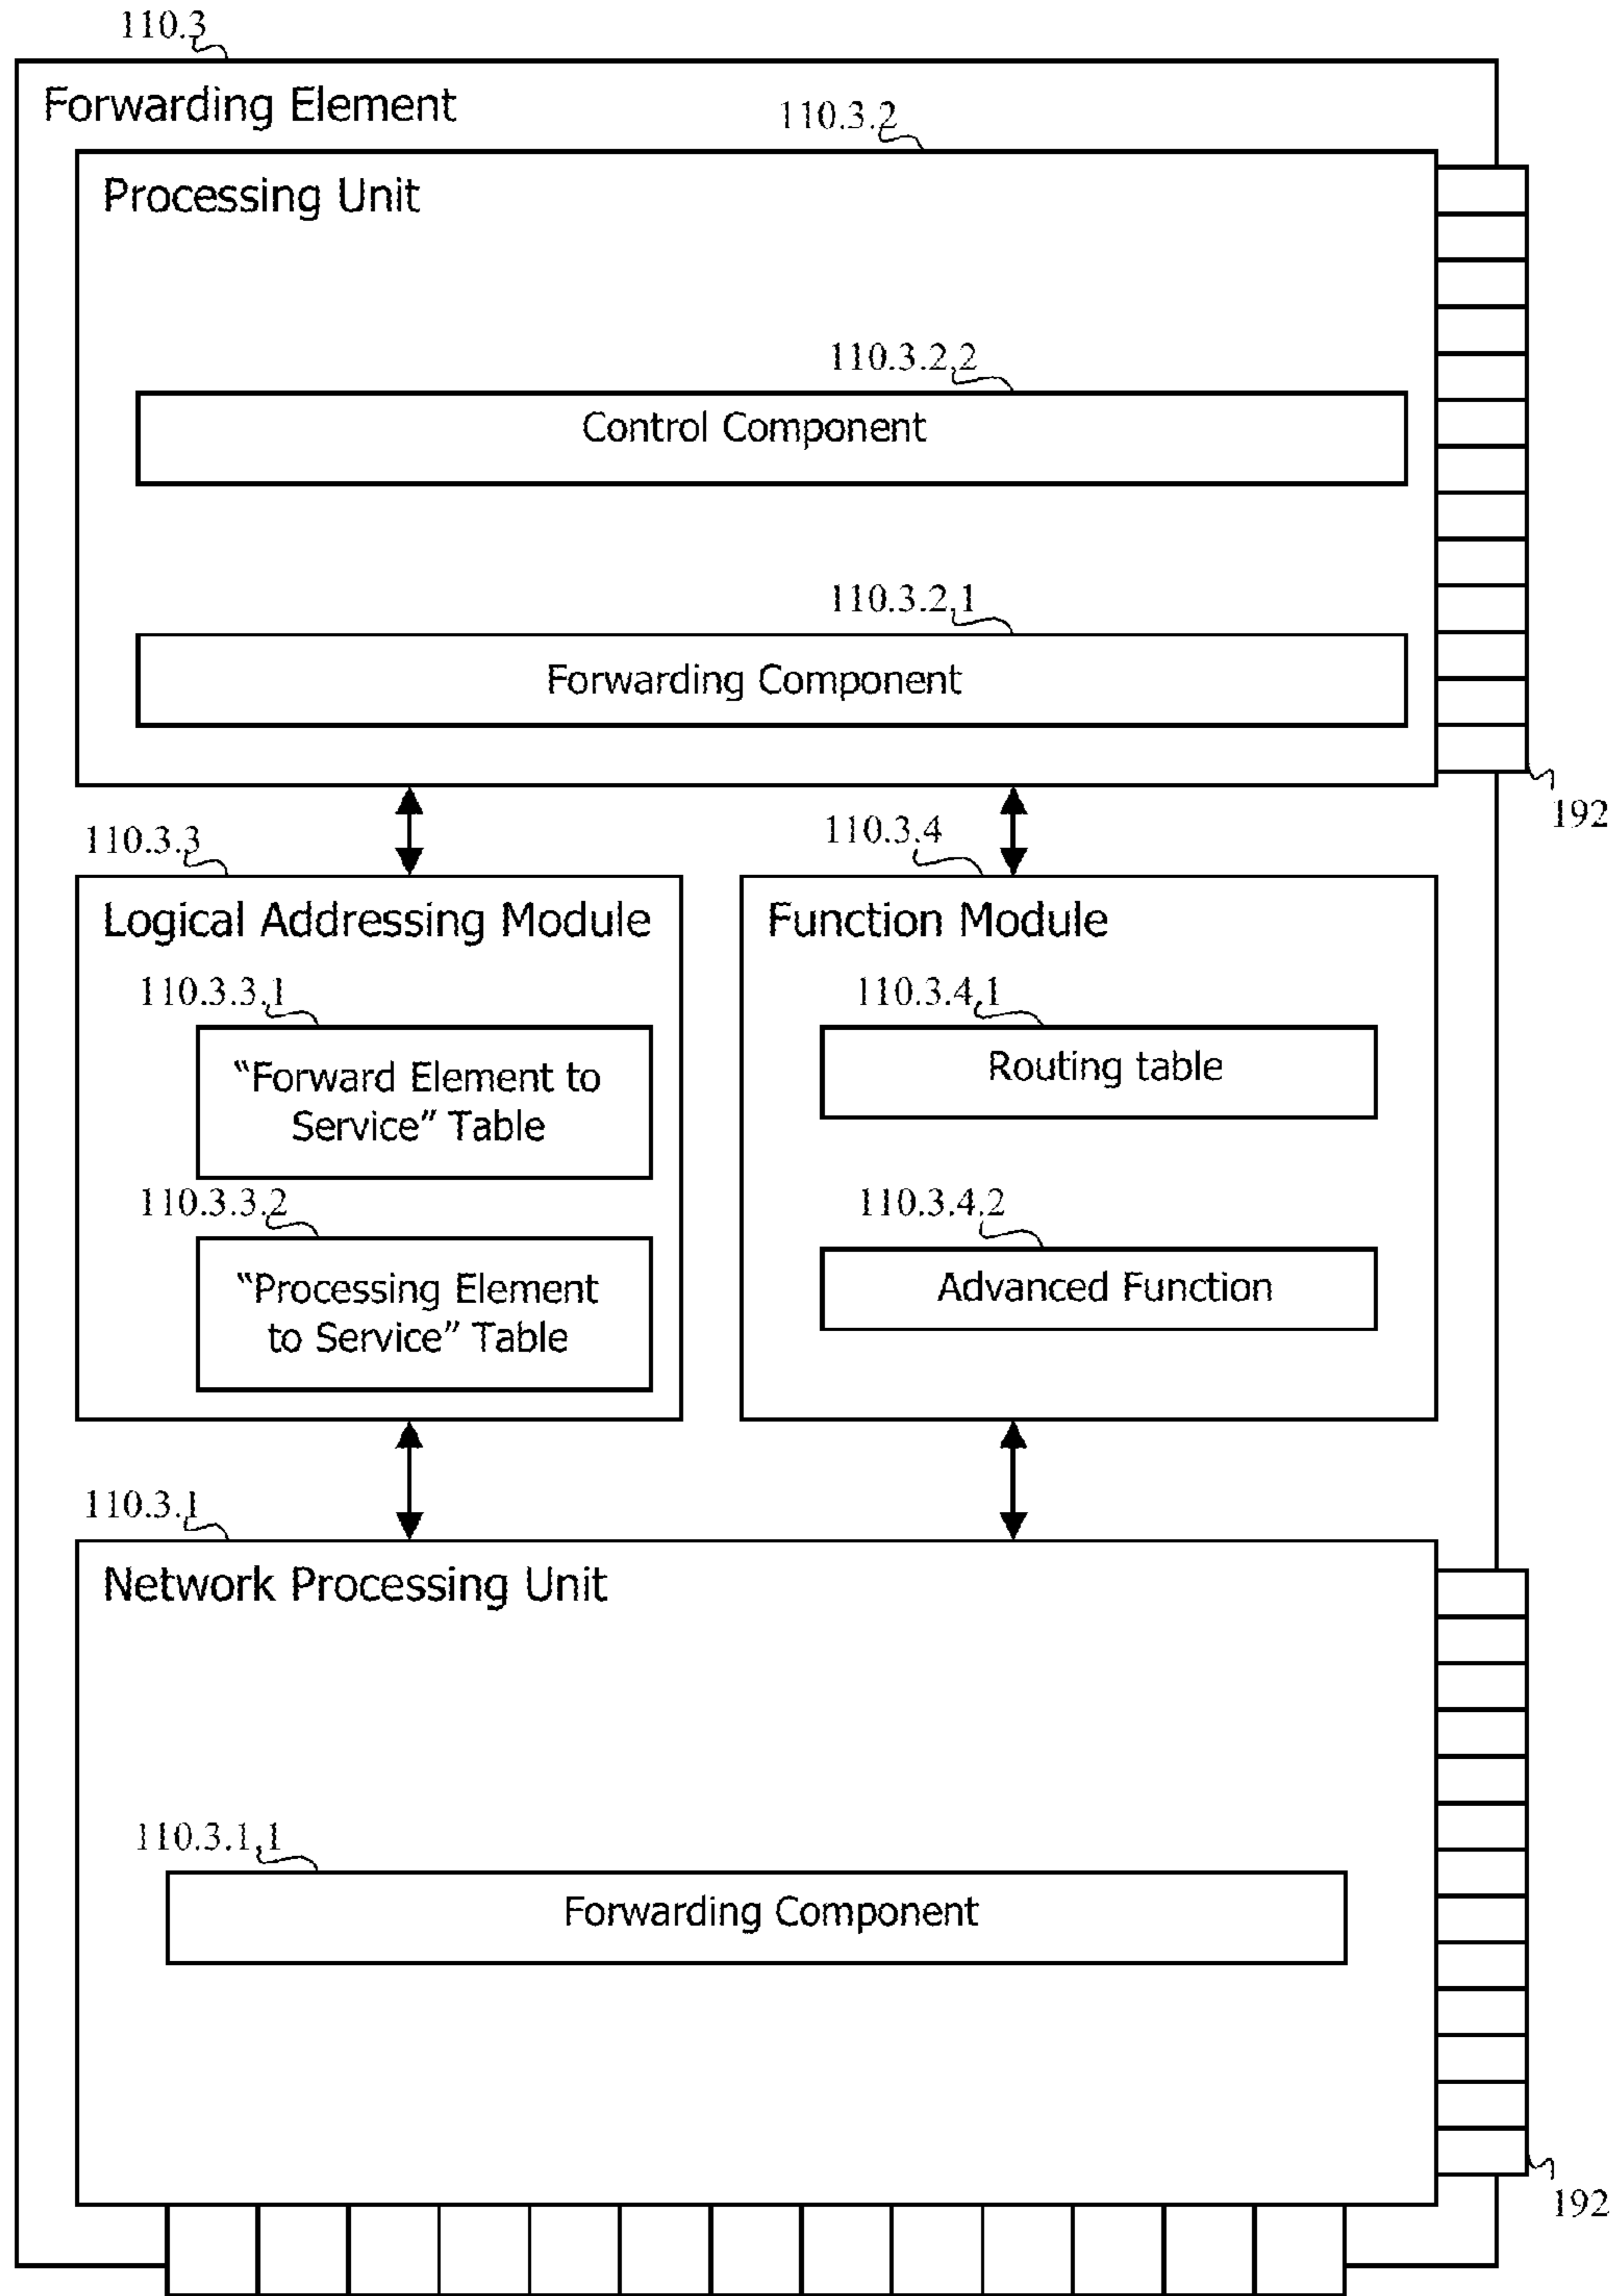 110.3
Forwarding Element
110.3.2
Processing Unit
110.3.2.2
Control Component
110.3.2.1
Forwarding Component
192
110.3.3
110.3.4
Logical Addressing Module
Function Module
110.3.3.1
110.3.4.1
“Forward Element to
Service” Table
Routing table
110.3.3.2
110.3.4.2
“Processing Element
to Service” Table
Advanced Function
110.3.1
Network Processing Unit
110.3.1.1
Forwarding Component
192